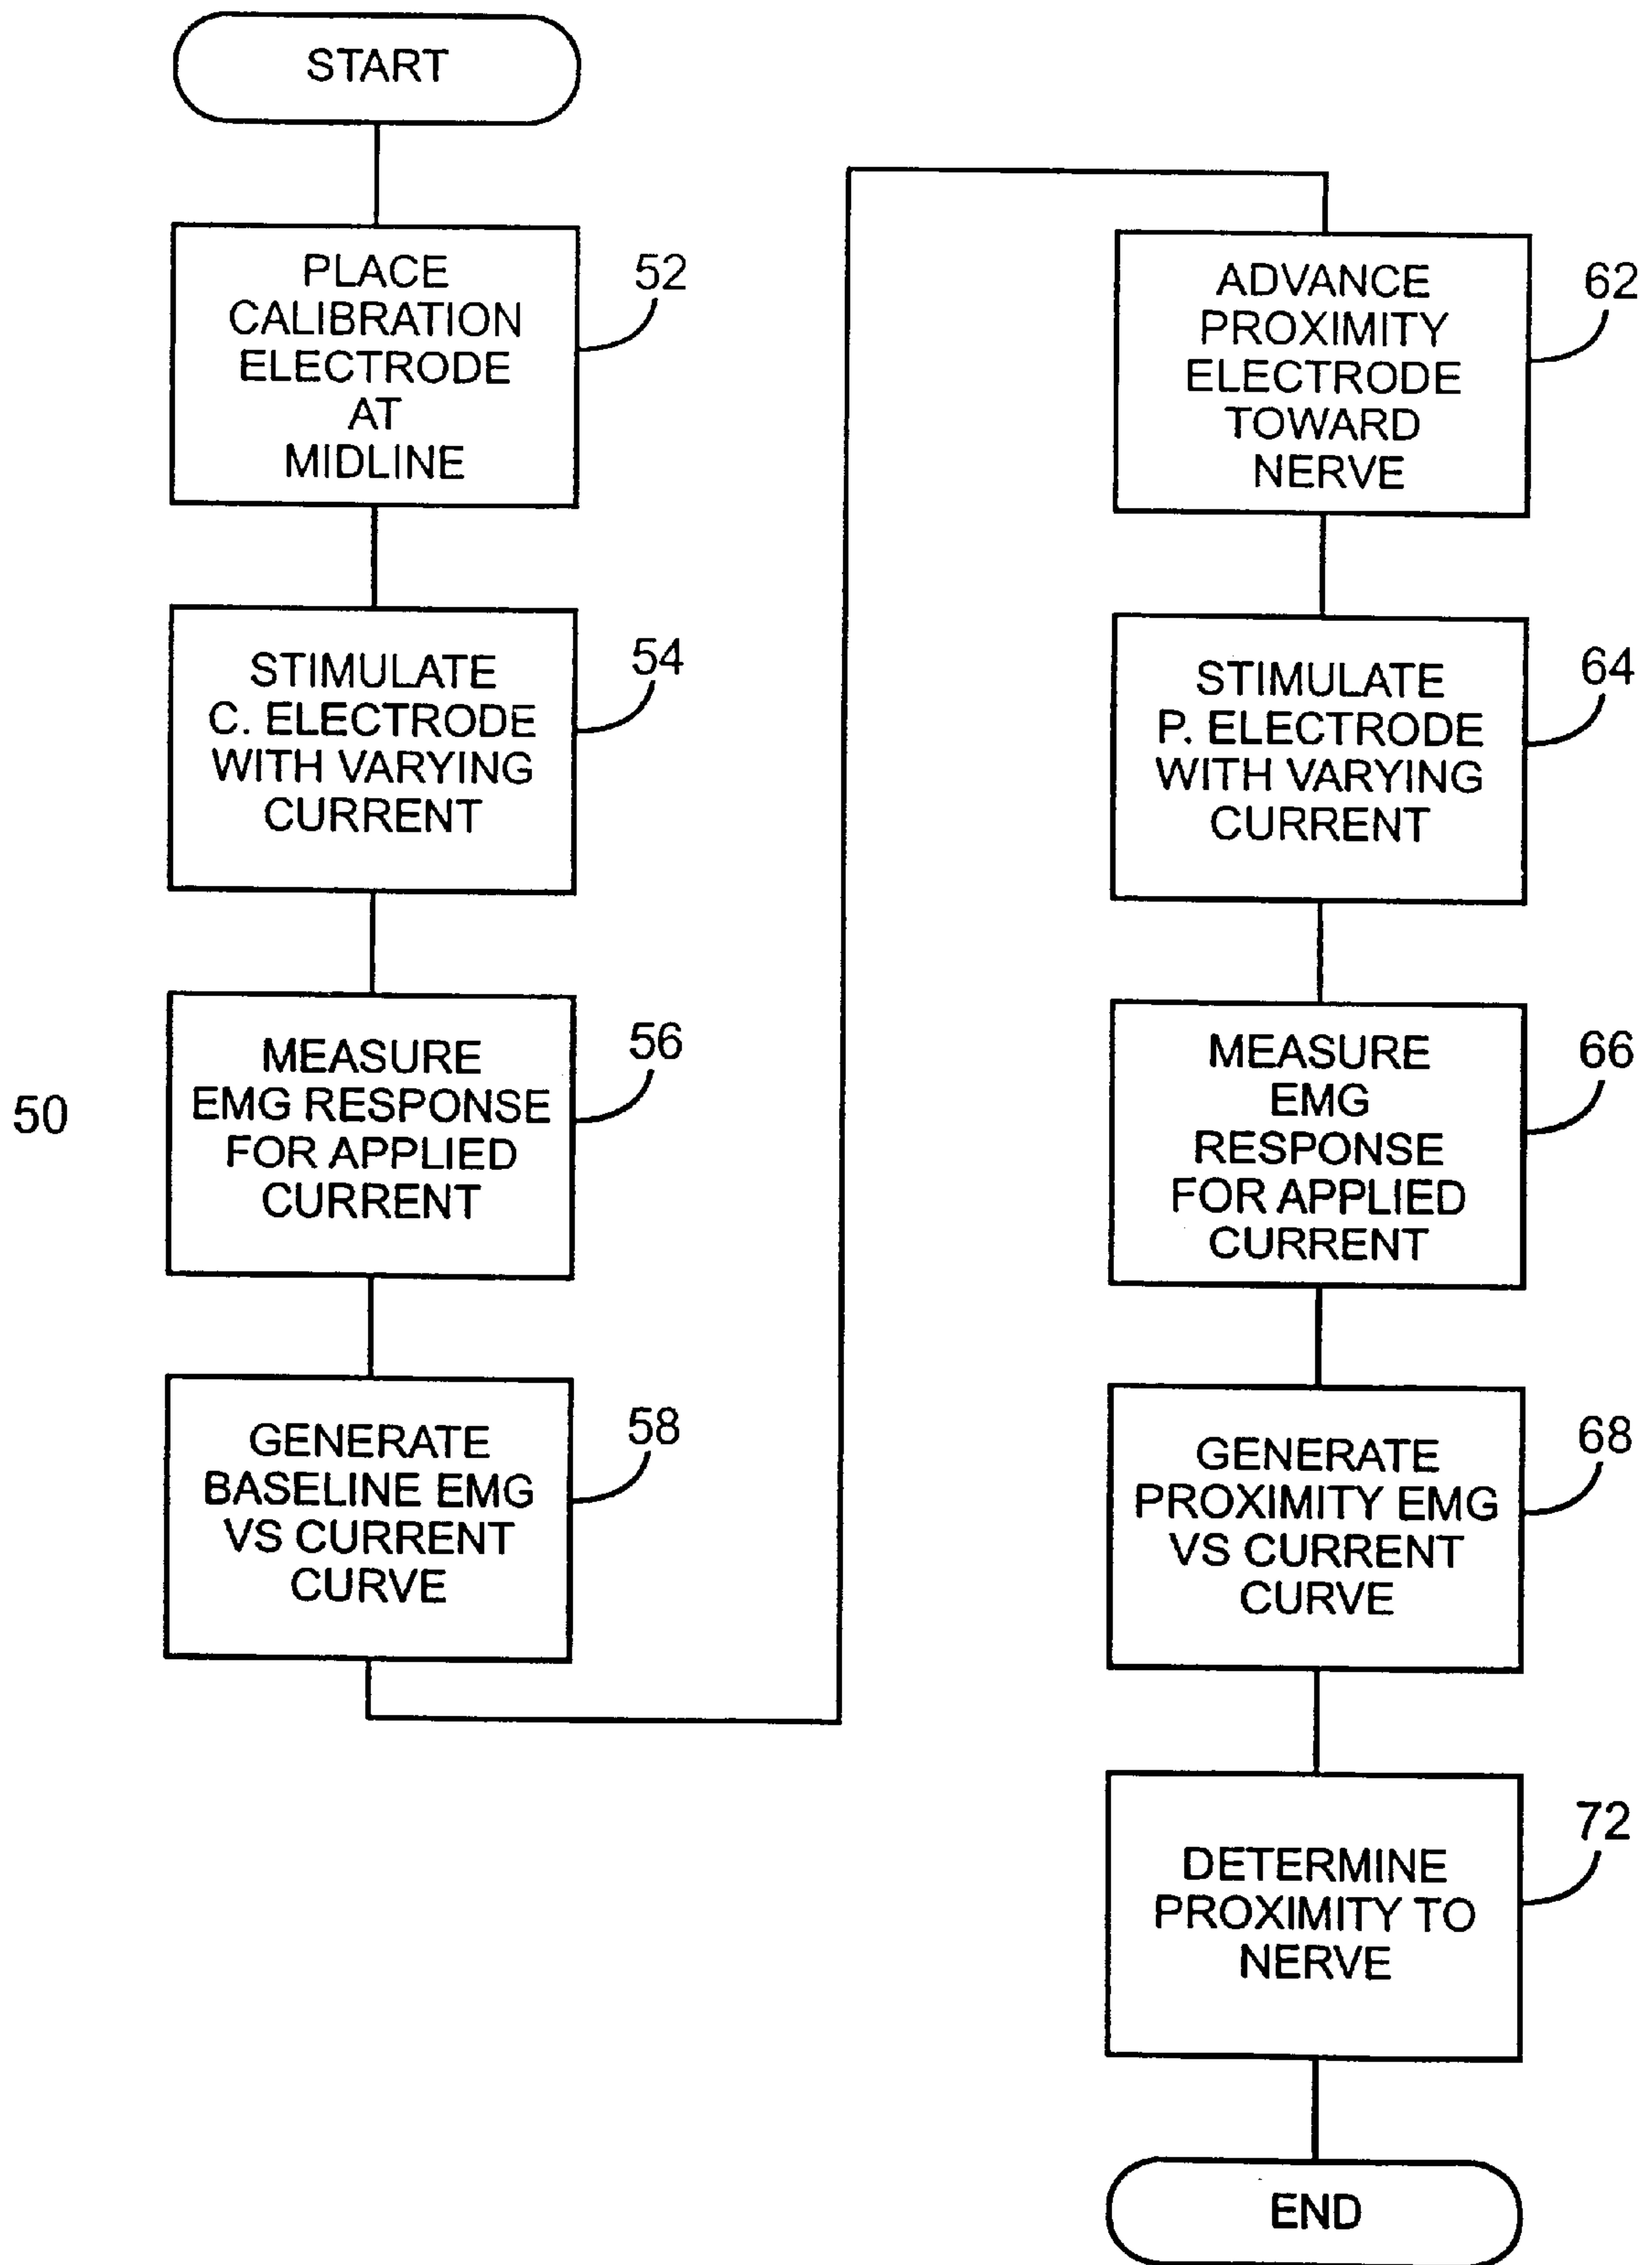 START
PLACE
CALIBRATION
ELECTRODE
AT
MIDLINE
52
STIMULATE
C. ELECTRODE
WITH VARYING
CURRENT
54
MEASURE
EMG RESPONSE
FOR APPLIED
CURRENT
56
50
GENERATE
BASELINE EMG
VS CURRENT
CURVE
58
ADVANCE
PROXIMITY
ELECTRODE
TOWARD
NERVE
62
STIMULATE
P. ELECTRODE
WITH VARYING
CURRENT
64
MEASURE
EMG
RESPONSE
FOR APPLIED
CURRENT
66
GENERATE
PROXIMITY EMG
VS CURRENT
CURVE
68
DETERMINE
PROXIMITY TO
NERVE
72
END